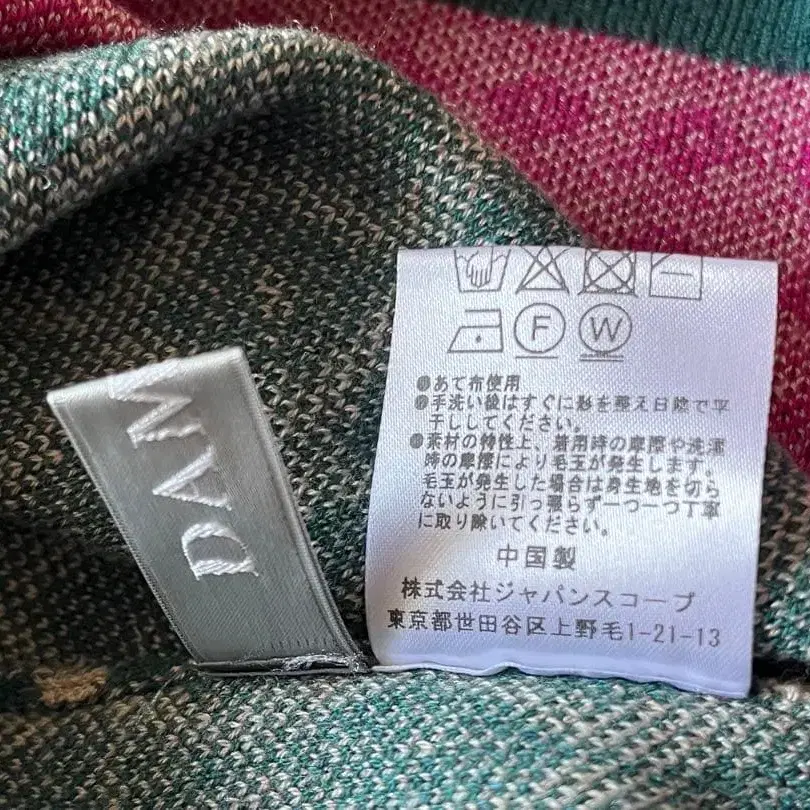 DAM
F W
●あて布使用
●手洗い後はすぐに形を整え日陰で平
干ししてください。
●素材の特性上、着用時の摩擦や洗濯
時の摩擦により毛玉が発生します。
毛玉が発生した場合は身生地を切ら
ないように引っ張らず一つ一つ丁寧
に取り除いてください。
中国製
株式会社ジャパンスコープ
東京都世田谷区上野毛1-21-13